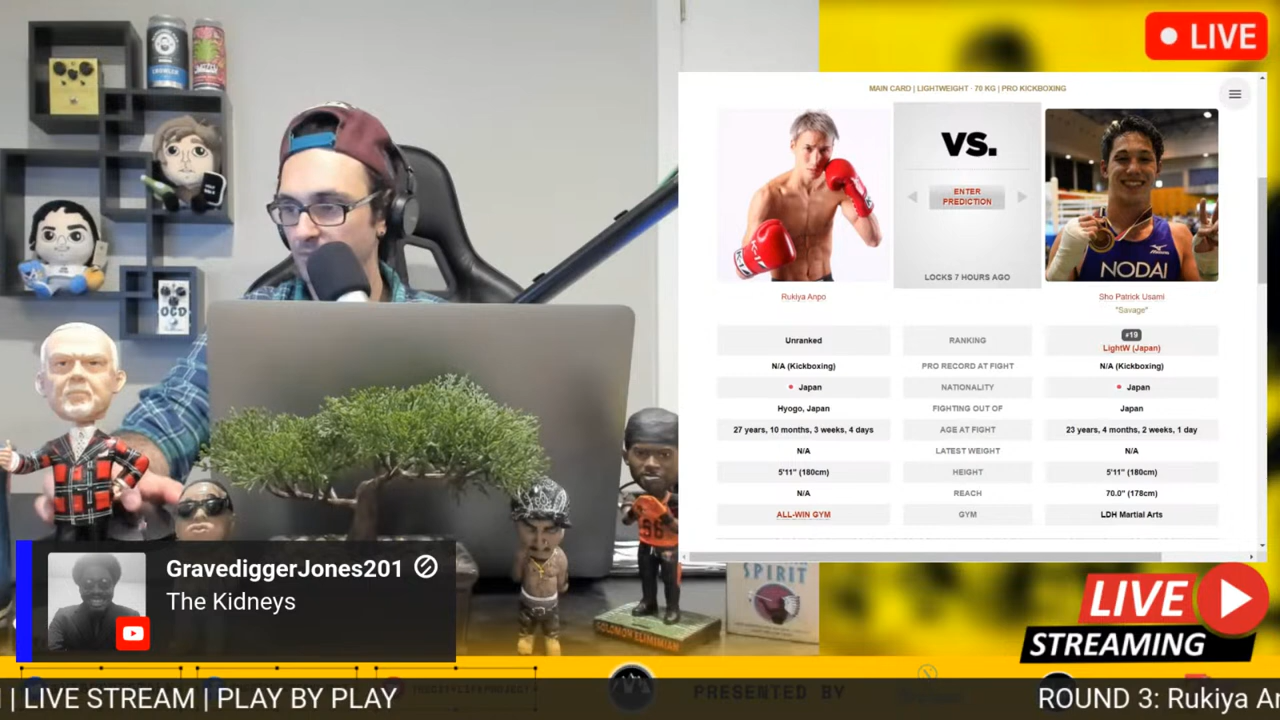 LIVE
MAIN CARD | LIGHTWEIGHT · 70 KG | PRO KICKBOXING
VS.
ENTER
PREDICTION
LOCKS 7 HOURS AGO
NODAI
Rukiya Anpo
Sho Patrick Usami
"Savage"
Unranked
RANKING
#19
LightW (Japan)
N/A (Kickboxing)
PRO RECORD AT FIGHT
N/A (Kickboxing)
Japan
NATIONALITY
Japan
Hyogo, Japan
FIGHTING OUT OF
Japan
27 years, 10 months, 3 weeks, 4 days
AGE AT FIGHT
23 years, 4 months, 2 weeks, 1 day
N/A
LATEST WEIGHT
N/A
5'11" (180cm)
HEIGHT
5'11" (180cm)
N/A
REACH
70.0" (178cm)
ALL-WIN GYM
GYM
LDH Martial Arts
OCD
GravediggerJones201
The Kidneys
SPIRIT
SOLOMON ELIMIMIAN
LIVE
STREAMING
PRESENTED BY
| LIVE STREAM | PLAY BY PLAY
ROUND 3: Rukiya An